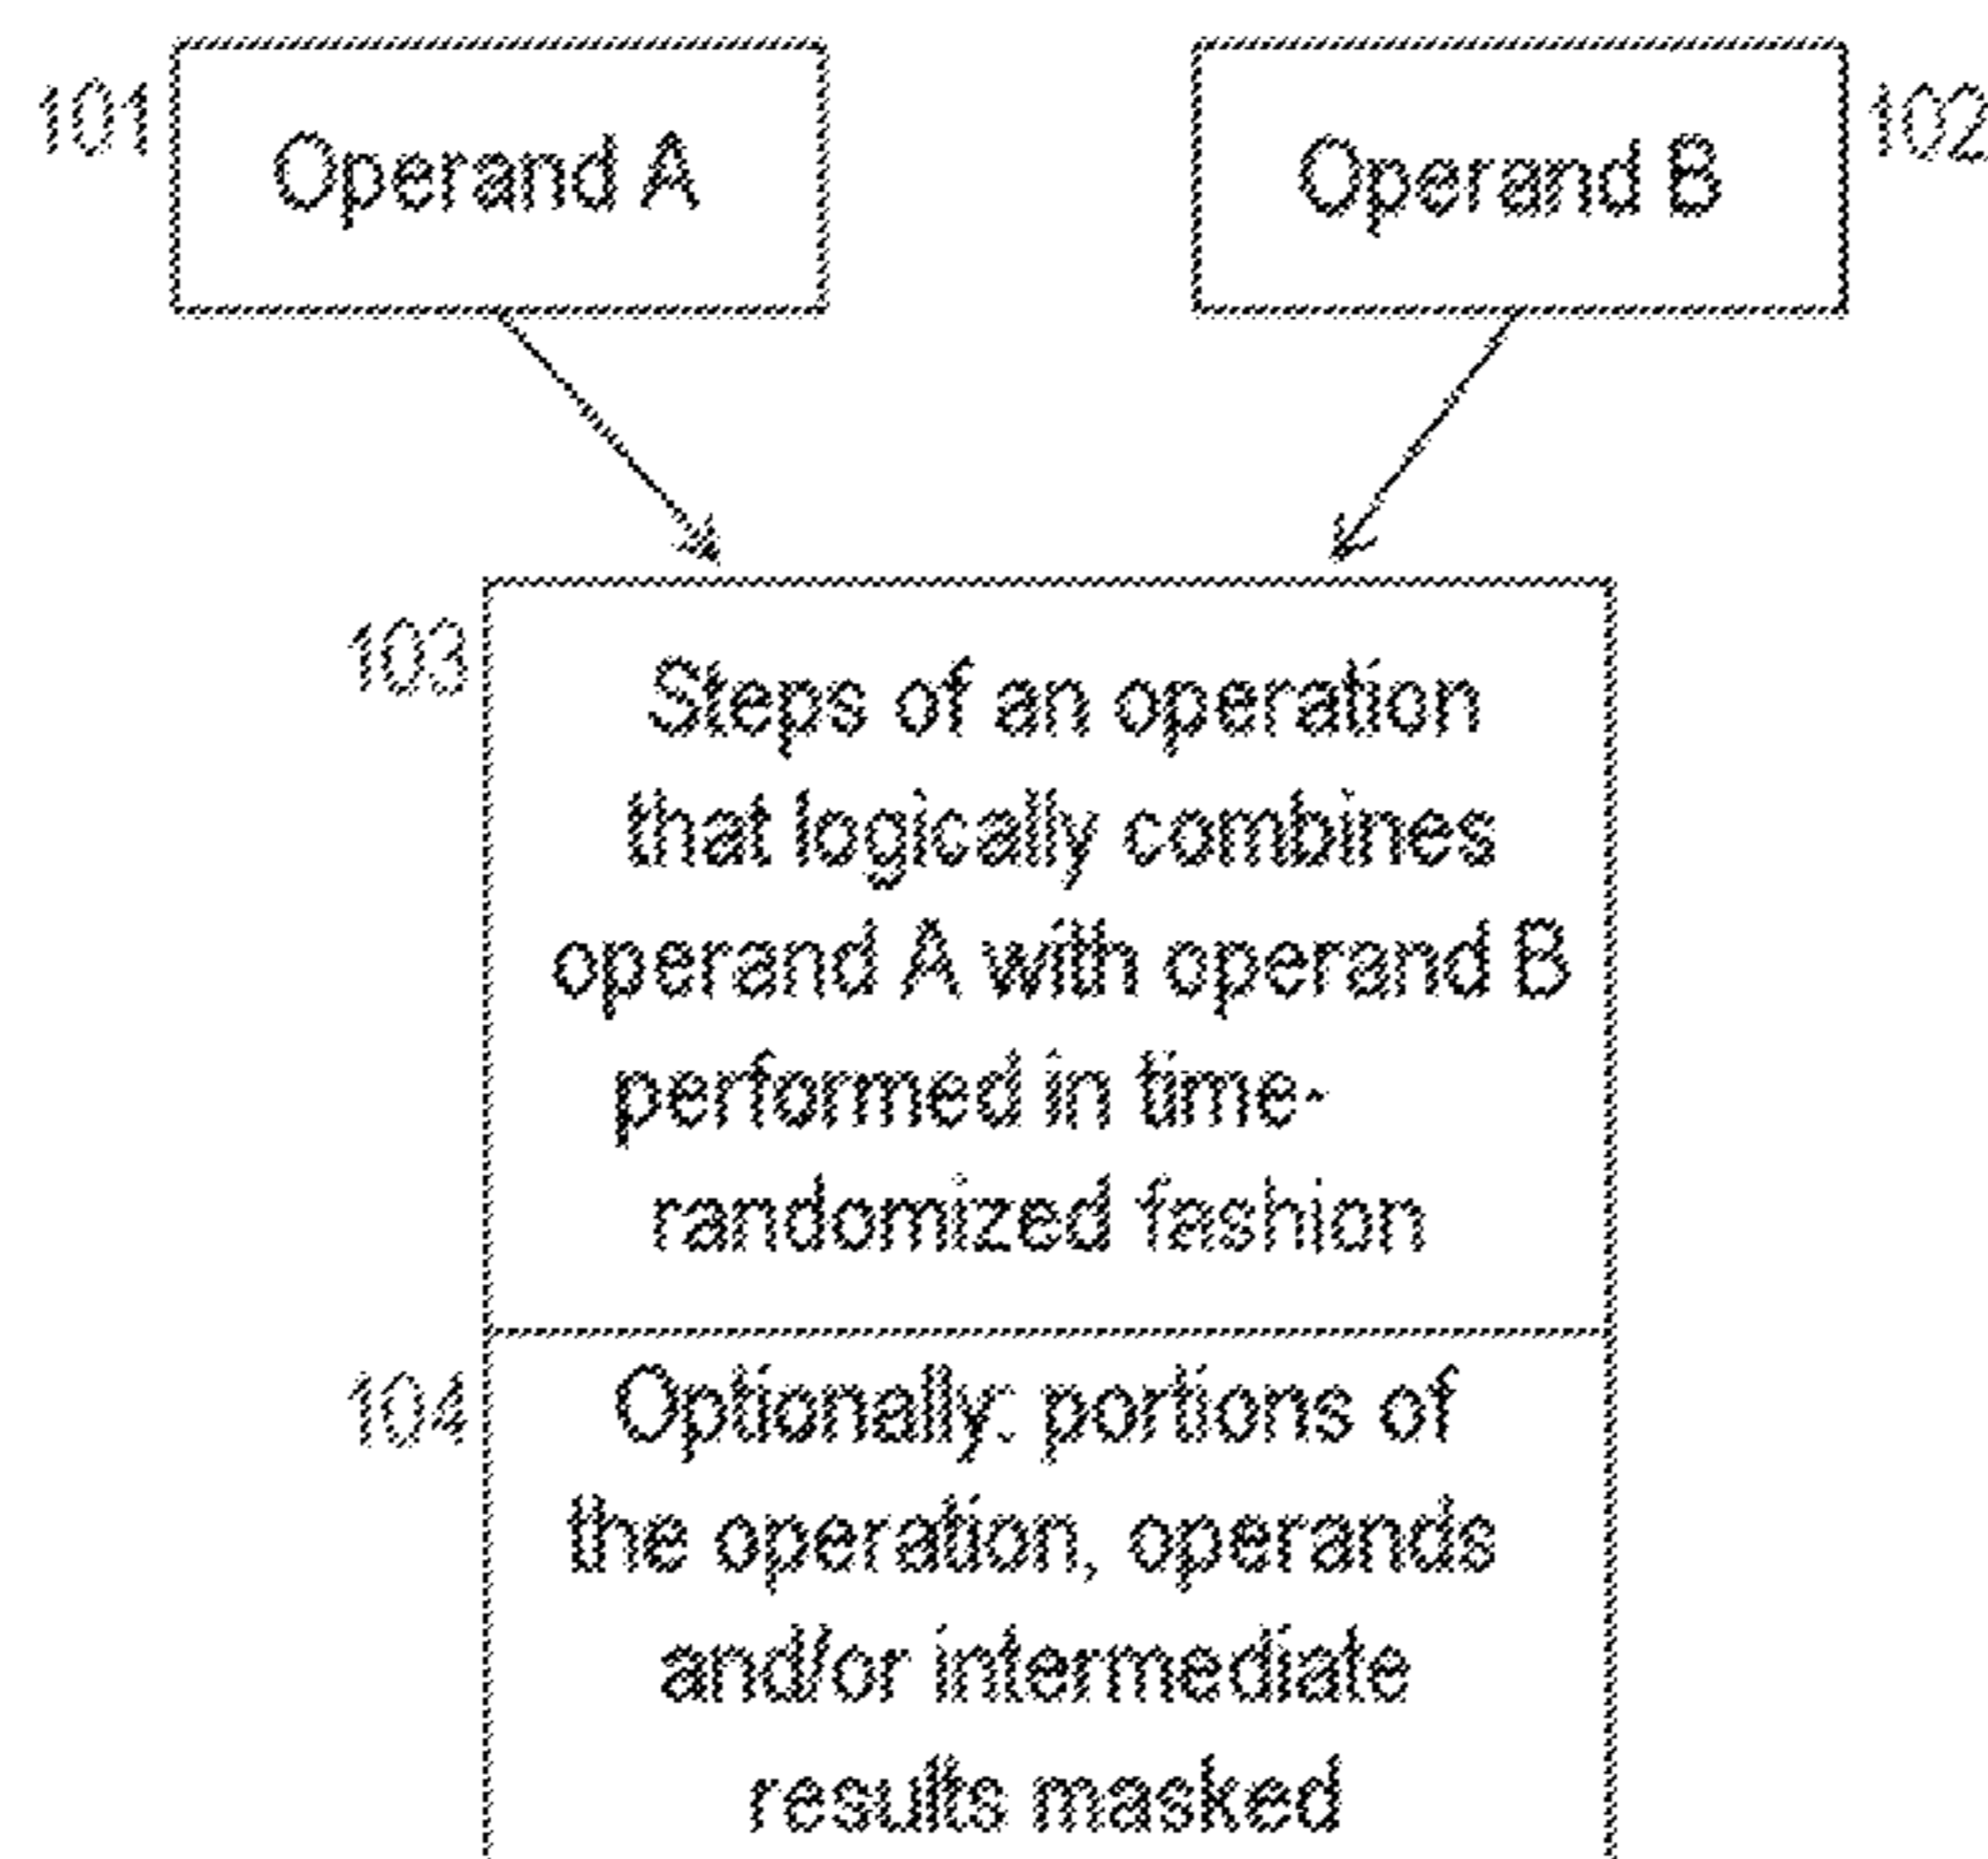 101
Operand A
Operand B
102
103
Steps of an operation
that logically combines
operand A with operand B
performed in time-
randomized fashion
104
Optionally: portions of
the operation, operands
and/or intermediate
results masked